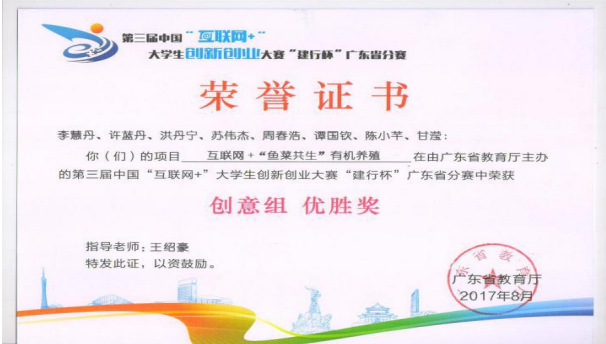 第三届中国“互联网+”
大学生创新创业大赛“建行杯”广东省分赛
荣誉证书
李慧丹、许蓝丹、洪丹宁、苏伟杰、周春浩、谭国钦、陈小芊、甘滢：
你（们）的项目 互联网+“鱼菜共生”有机养殖 在由广东省教育厅主办
的第三届中国“互联网+”大学生创新创业大赛“建行杯”广东省分赛中荣获
创意组 优胜奖
指导老师：王绍豪
特发此证，以资鼓励。
广东省教育厅
广东省教育厅
2017年8月